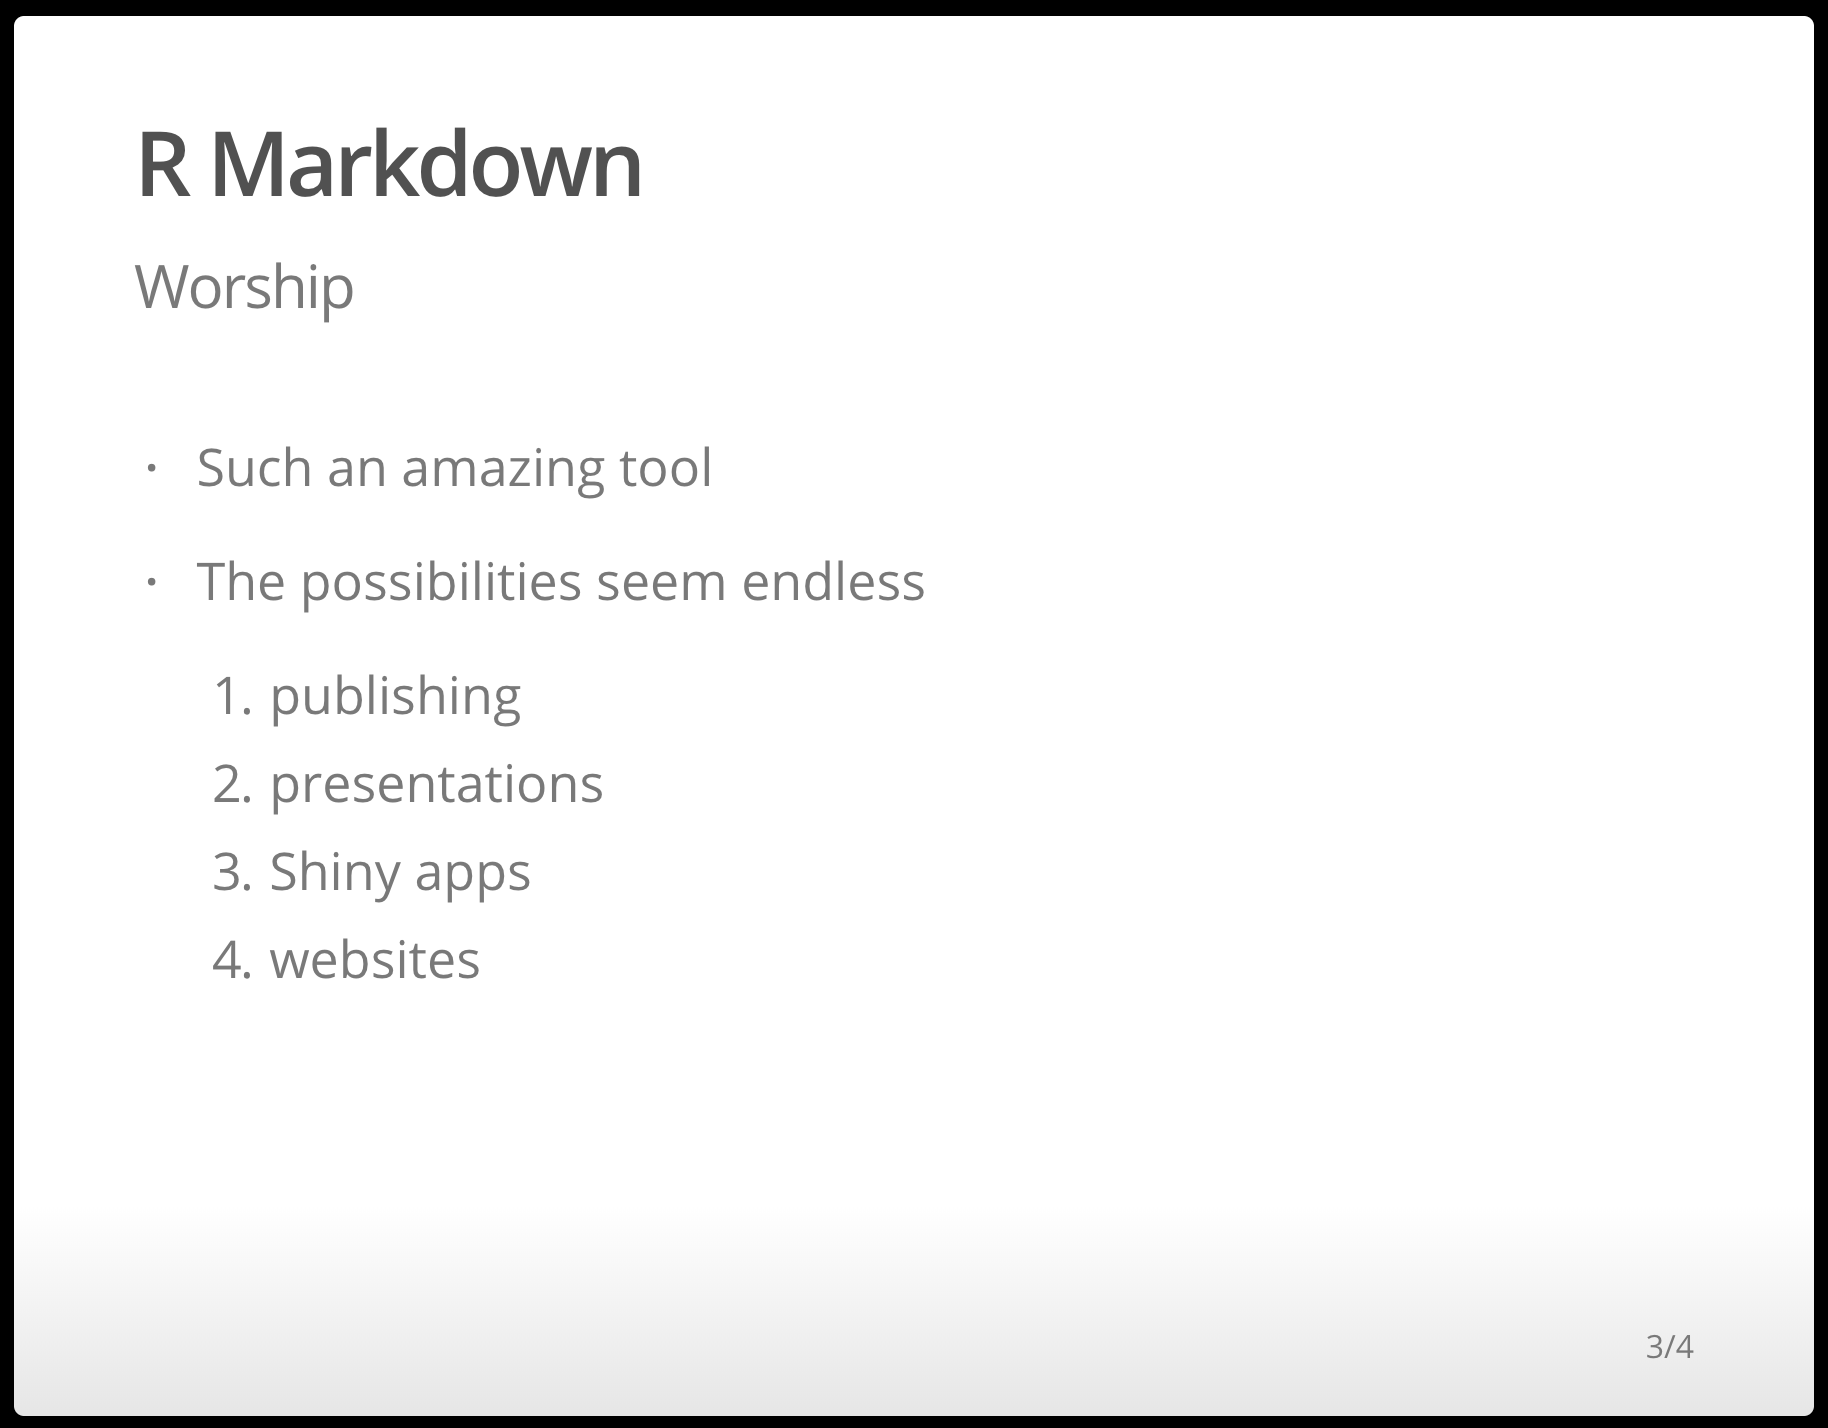 R Markdown
Worship
· Such an amazing tool
· The possibilities seem endless
1. publishing
2. presentations
3. Shiny apps
4. websites
3/4